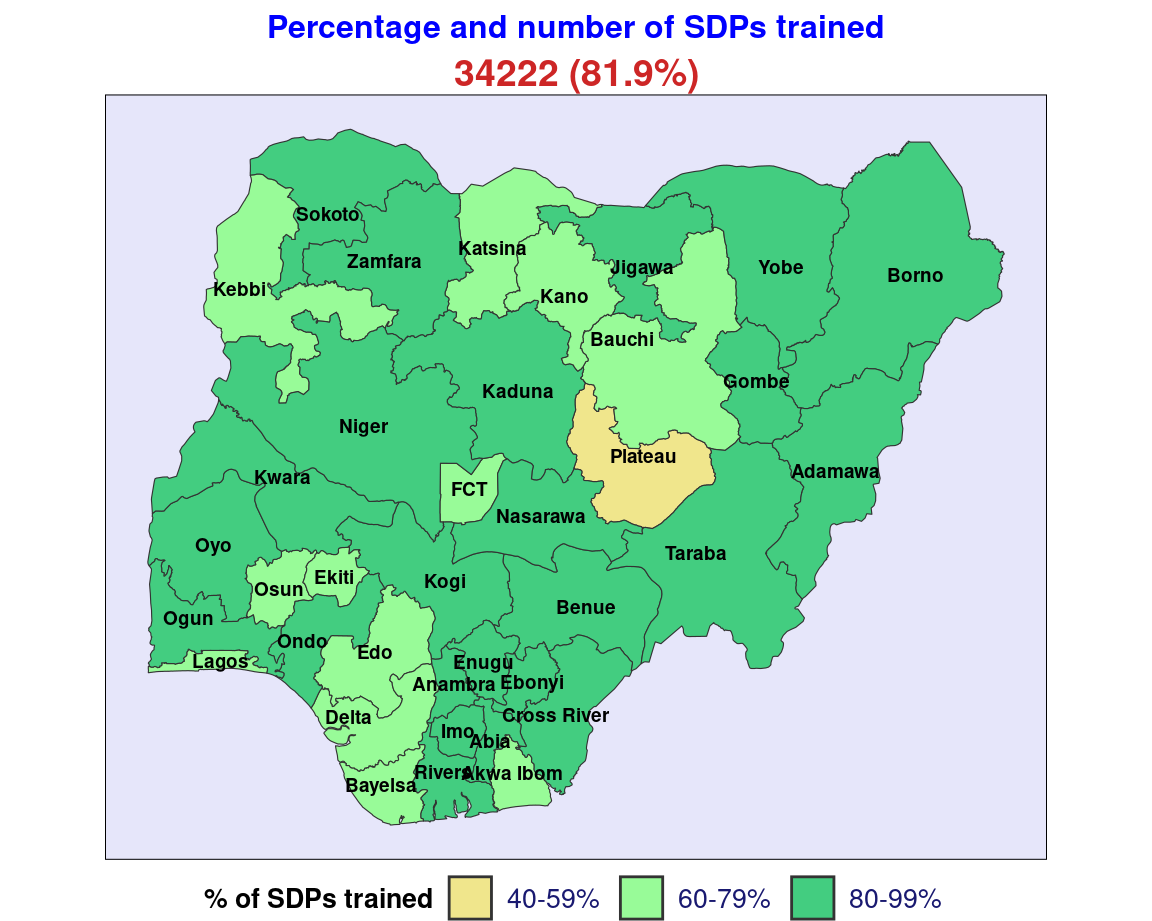 Percentage and number of SDPs trained
34222 (81.9%)
Sokoto
Katsina
Zamfara
Jigawa
Yobe
Borno
Kebbi
Kano
Bauchi
Gombe
Kaduna
Niger
Plateau
Adamawa
Kwara
FCT
Nasarawa
Oyo
Taraba
Ekiti
Kogi
Osun
Benue
Ogun
Ondo
Edo
Lagos
Enugu
Anambra
Ebonyi
Delta
Cross River
Imo
Abia
Rivers
Akwa Ibom
Bayelsa
% of SDPs trained
40-59%
60-79%
80-99%